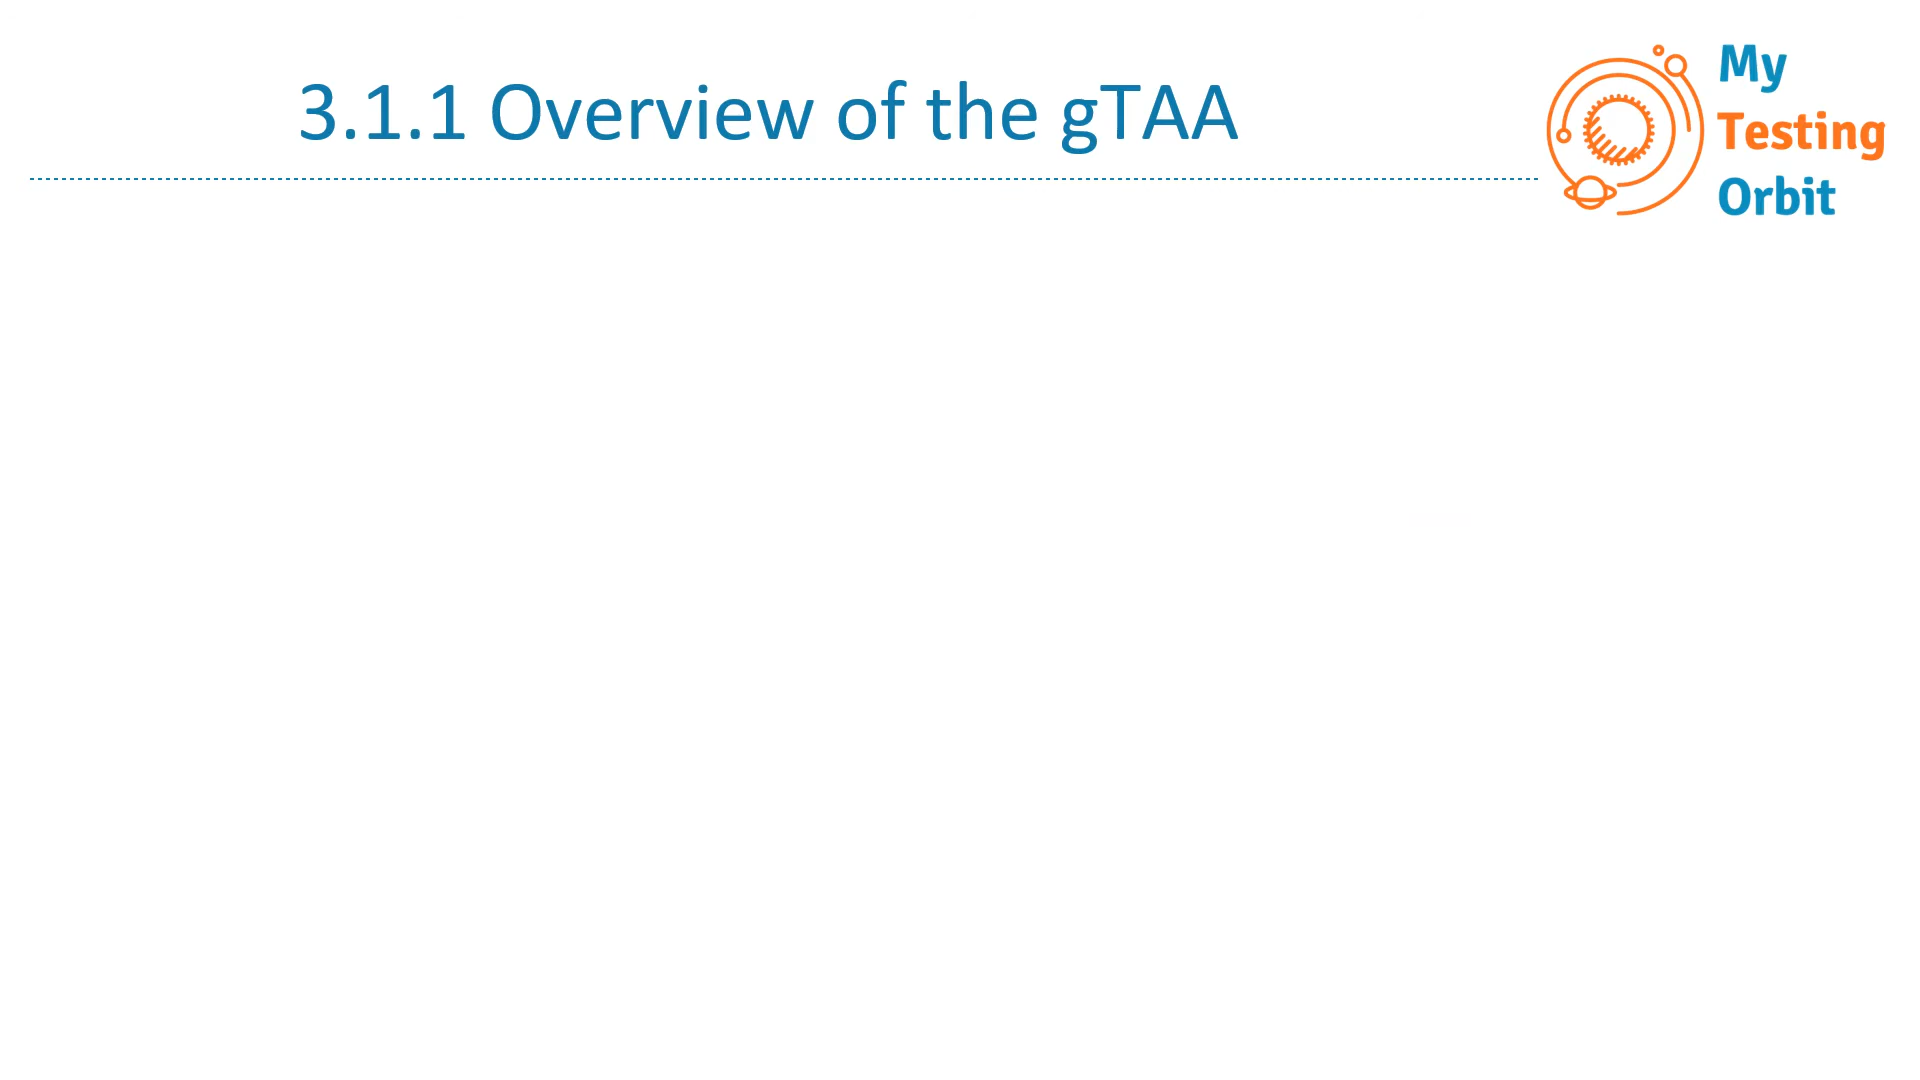 3.1.1 Overview of the gTAA
My
Testing
Orbit